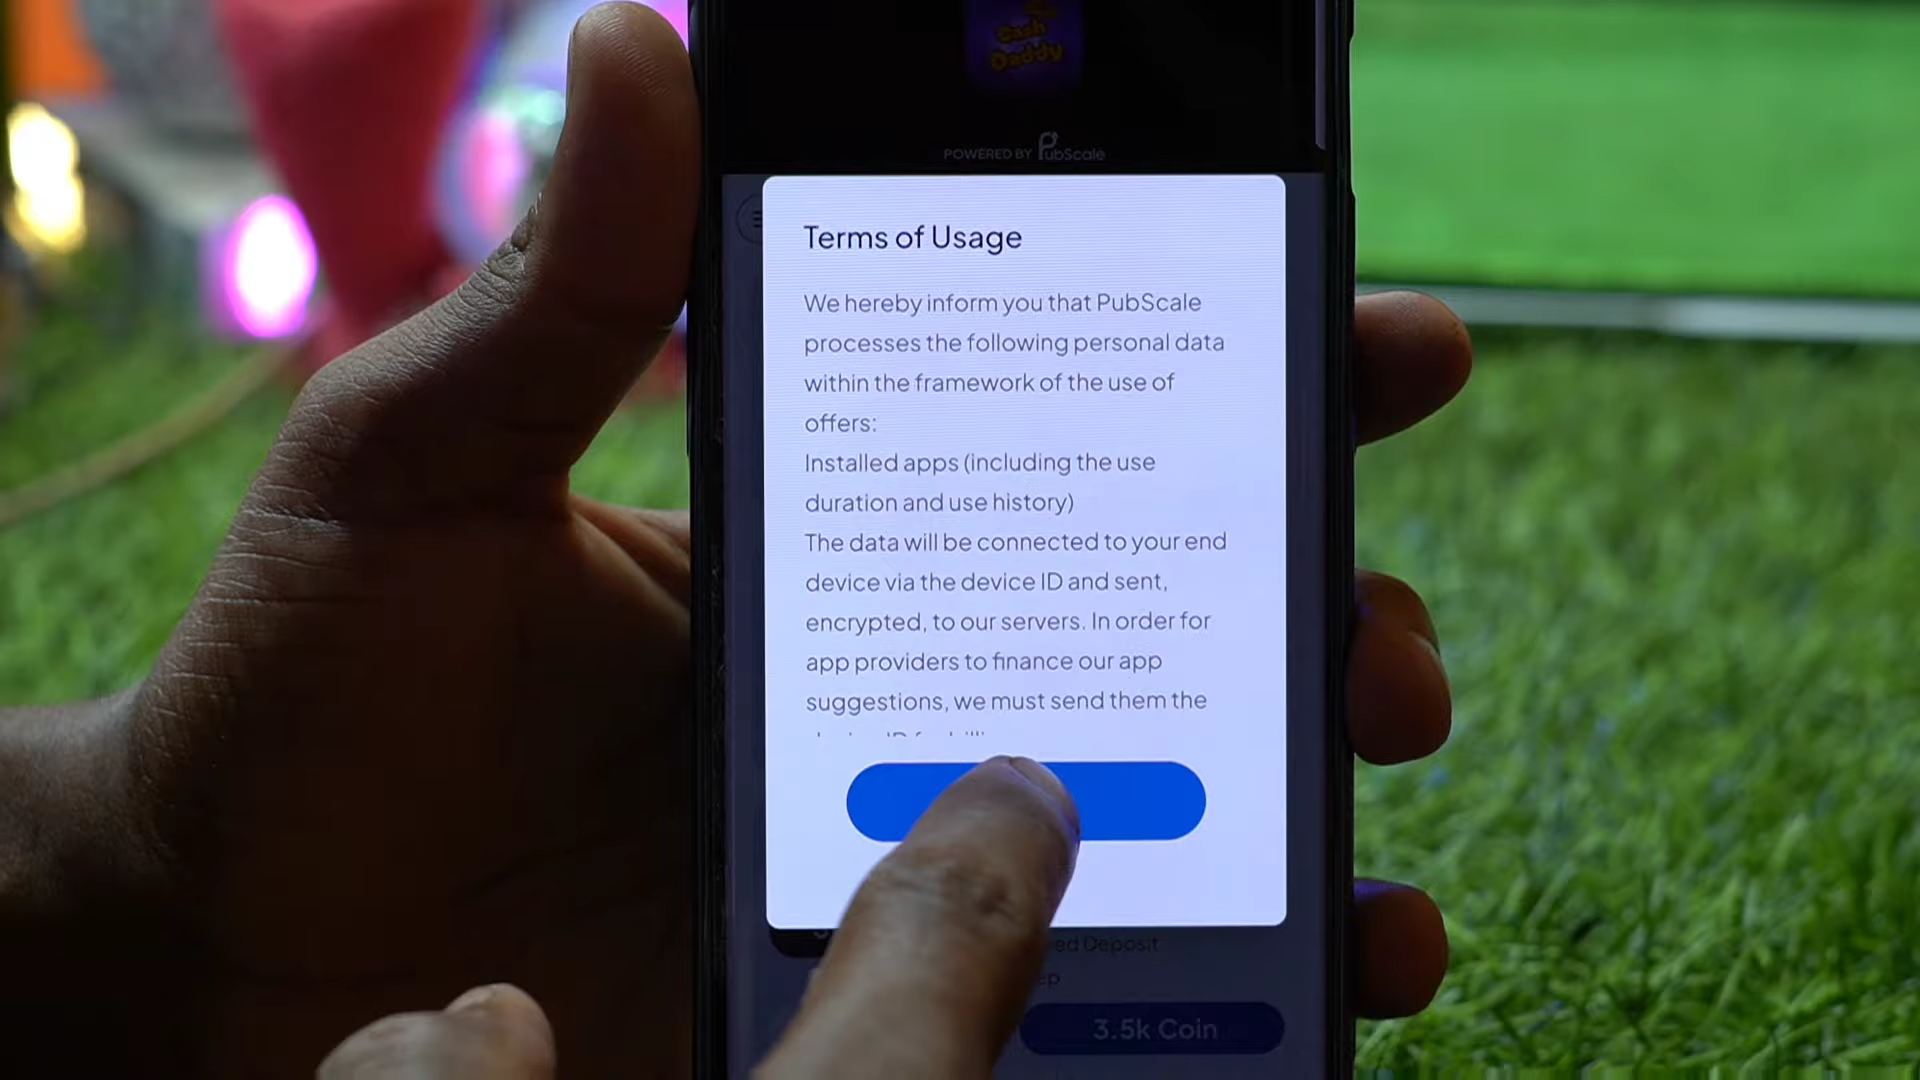 Cash
Daddy
POWERED BY PubScale
Terms of Usage
We hereby inform you that PubScale
processes the following personal data
within the framework of the use of
offers:
Installed apps (including the use
duration and use history)
The data will be connected to your end
device via the device ID and sent,
encrypted, to our servers. In order for
app providers to finance our app
suggestions, we must send them the
Deposit
3.5k Coin